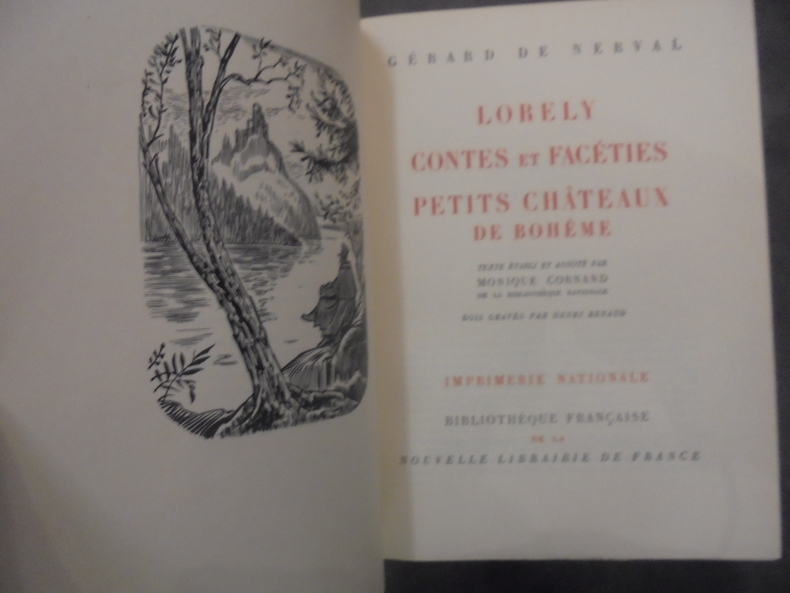 GÉRARD DE NERVAL
LORELY
CONTES ET FACÉTIES
PETITS CHÂTEAUX
DE BOHÊME
TEXTE ÉTABLI ET ANNOTÉ PAR
MONIQUE CORNAND
DE LA BIBLIOTHÈQUE NATIONALE
BOIS GRAVÉS PAR HENRI RENAUD
IMPRIMERIE NATIONALE
BIBLIOTHÈQUE FRANÇAISE
DE LA
NOUVELLE LIBRAIRIE DE FRANCE